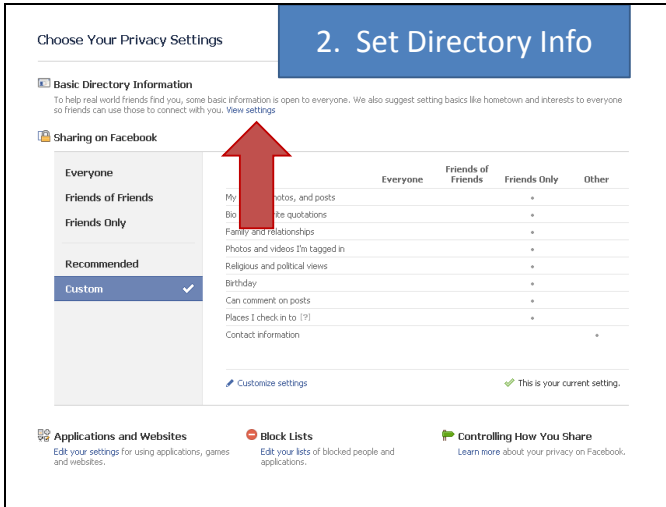 Choose Your Privacy Settings
2. Set Directory Info
Basic Directory Information
To help real world friends find you, some basic information is open to everyone. We also suggest setting basics like hometown and interests to everyone
so friends can use those to connect with you. View settings
Sharing on Facebook
Everyone
Friends of Friends
Friends Only
Recommended
Custom
Everyone Friends of Friends Friends Only Other
My otos, and posts
Bio ite quotations
Family and relationships
Photos and videos I'm tagged in
Religious and political views
Birthday
Can comment on posts
Places I check in to [?]
Contact information
Customize settings
This is your current setting.
Applications and Websites
Edit your settings for using applications, games
and websites.
Block Lists
Edit your lists of blocked people and
applications.
Controlling How You Share
Learn more about your privacy on Facebook.